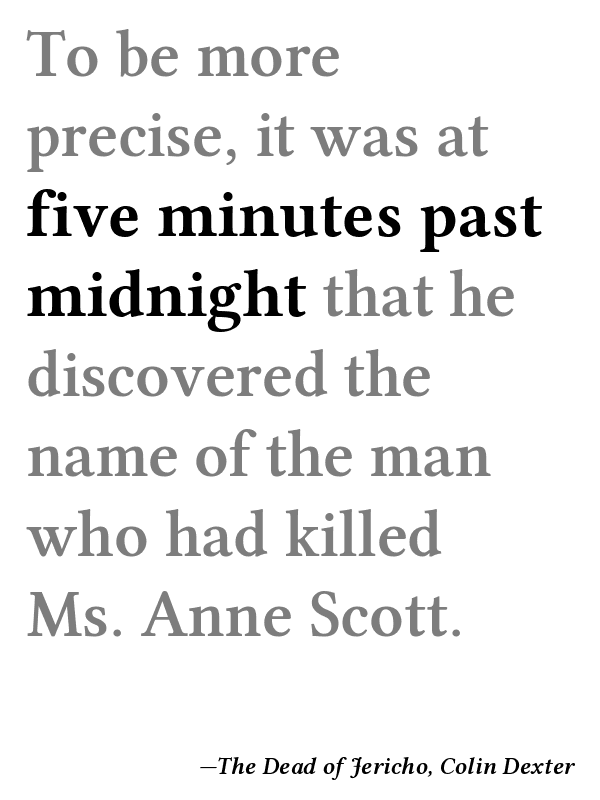 To be more
precise, it was at
five minutes past
midnight that he
discovered the
name of the man
who had killed
Ms. Anne Scott.
—The Dead of Jericho, Colin Dexter